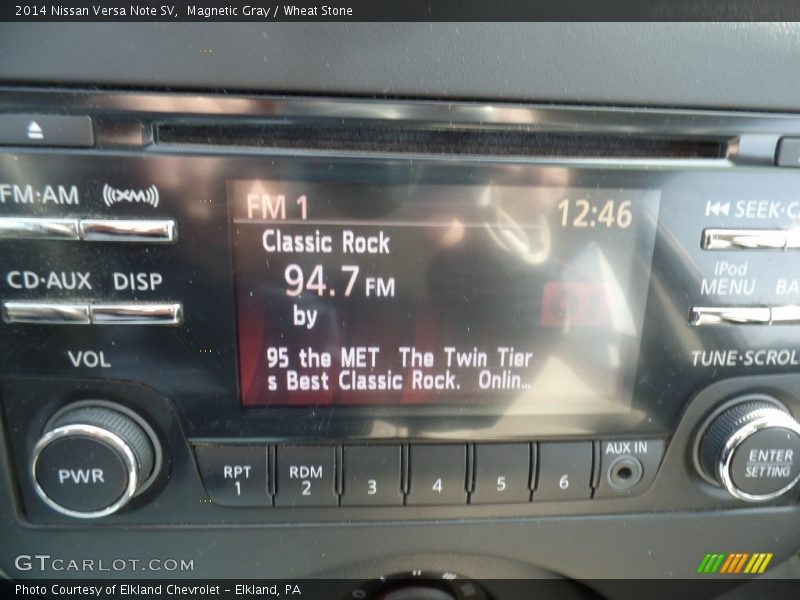 2014 Nissan Versa Note SV, Magnetic Gray / Wheat Stone
FM·AM
SEEK·C
CD·AUX DISP
iPod
MENU BA
VOL
TUNE·SCROL
FM 1
12:46
Classic Rock
94.7 FM
by
95 the MET The Twin Tier
s Best Classic Rock. Onlin…
PWR
RPT
1
RDM
2
3
4
5
6
AUX IN
ENTER
SETTING
GTCARLOT.COM
Photo Courtesy of Elkland Chevrolet - Elkland, PA